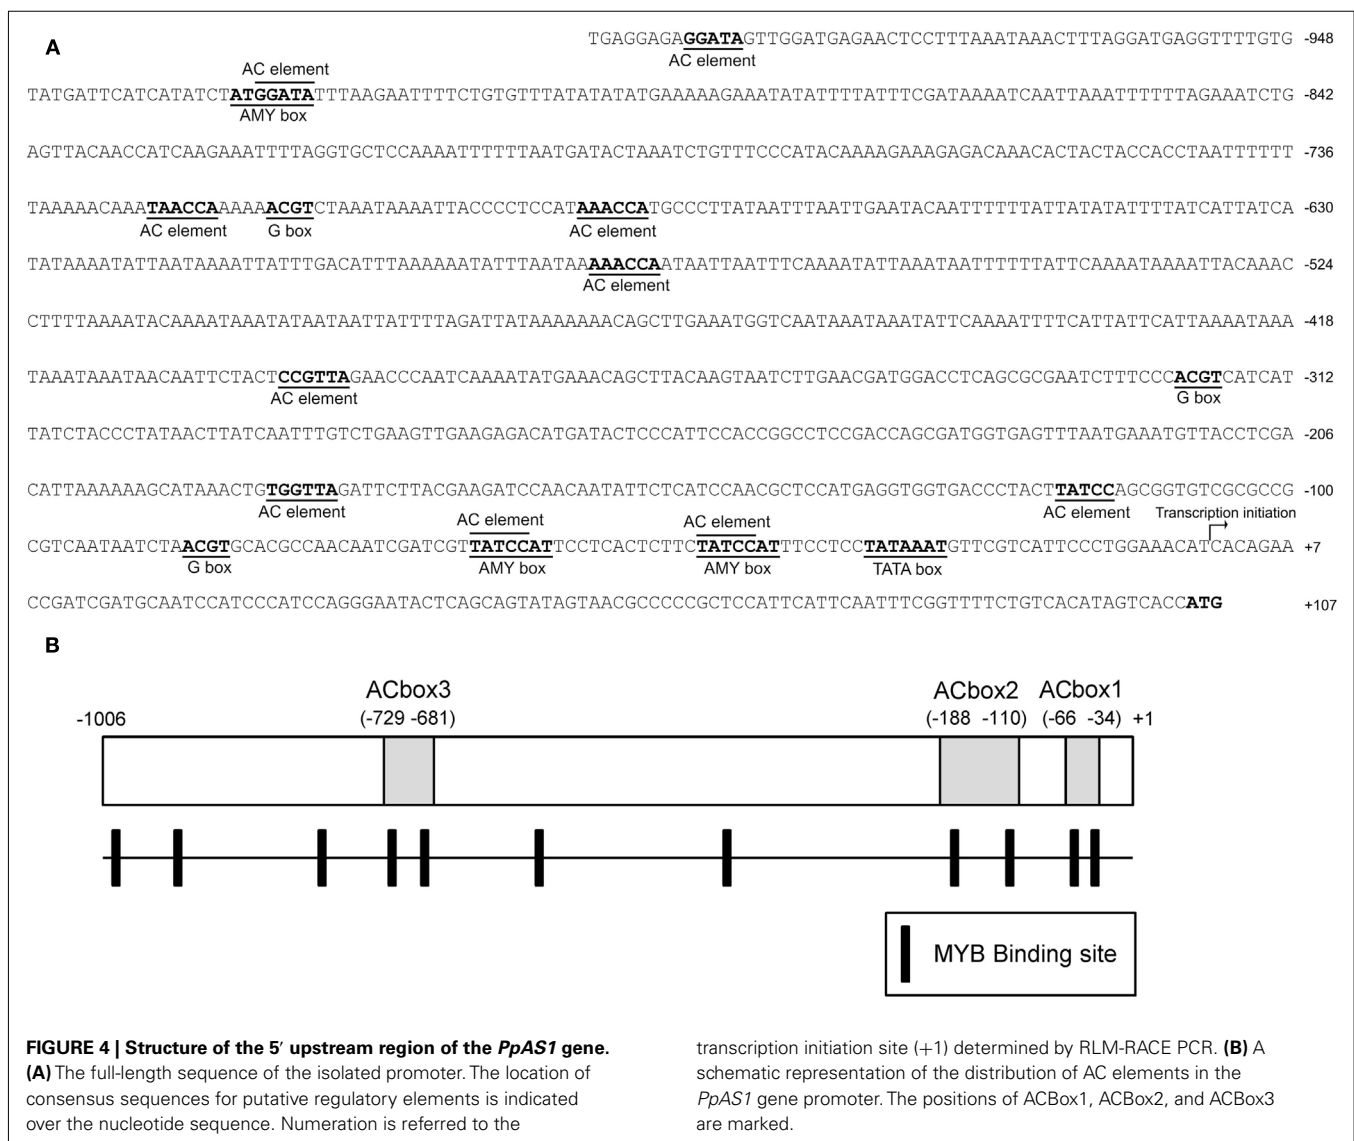 A
TGAGGAGAGGATAGTTGGATGAGAACTCCTTTAAATAAACTTTAGGATGAGGTTTTGTG -948
AC element
AC element
TATGATTCATCATATCTATGGATATTTAAGAATTTTCTGTGTTTATATATATGAAAAAGAAATATATTTTATTTCGATAAAATCAATTAAATTTTTTAGAAATCTG -842
AMY box
AGTTACAACCATCAAGAAATTTTAGGTGCTCCAAAATTTTTTAATGATACTAAATCTGTTTCCCATACAAAAGAAAGAGACAAACACTACTACCACCTAATTTTTT -736
TAAAAACAAATAACCAAAAAACGTCTAAATAAAATTACCCCTCCATAAACCATGCCCTTATAATTTAATTGAATACAATTTTTTATTATATATTTTATCATTATCA -630
AC element G box AC element
TATAAAATATTAATAAAATTATTTGACATTTAAAAAATATTTAATAAAAACCAATAATTAATTTCAAAATATTAAATAATTTTTTATTCAAAATAAAATTACAAAC -524
AC element
CTTTTAAAATACAAAATAAATATAATAATTATTTTAGATTATAAAAAAACAGCTTGAAATGGTCAATAAATAAATATTCAAAATTTTCATTATTCATTAAAATAAA -418
TAAATAAATAACAATTCTACTCCGTTAGAACCCAATCAAAATATGAAACAGCTTACAAGTAATCTTGAACGATGGACCTCAGCGCGAATCTTTCCCACGTCATCAT -312
AC element G box
TATCTACCCTATAACTTATCAATTTGTCTGAAGTTGAAGAGACATGATACTCCCATTCCACCGGCCTCCGACCAGCGATGGTGAGTTTAATGAAATGTTACCTCGA -206
CATTAAAAAAGCATAAACTGTGGTTAGATTCTTACGAAGATCCAACAATATTCTCATCCAACGCTCCATGAGGTGGTGACCCTACTTATCCAGCGGTGTCGCGCCG -100
AC element AC element Transcription initiation
AC element AC element
CGTCAATAATCTAACGTGCACGCCAACAATCGATCGTTATCCATTCCTCACTCTTCTATCCATTTCCTCCTATAAATGTTCGTCATTCCCTGGAAACATCACAGAA +7
G box AMY box AMY box TATA box
CCGATCGATGCAATCCATCCCATCCAGGGAATACTCAGCAGTATAGTAACGCCCCCGCTCCATTCATTCAATTTCGGTTTTCTGTCACATAGTCACCATG +107
B
ACbox3 ACbox2 ACbox1
-1006 (-729 -681) (-188 -110) (-66 -34) +1
MYB Binding site
FIGURE 4 | Structure of the 5′ upstream region of the PpAS1 gene.
(A) The full-length sequence of the isolated promoter. The location of
consensus sequences for putative regulatory elements is indicated
over the nucleotide sequence. Numeration is referred to the
transcription initiation site (+1) determined by RLM-RACE PCR. (B) A
schematic representation of the distribution of AC elements in the
PpAS1 gene promoter. The positions of ACBox1, ACBox2, and ACBox3
are marked.